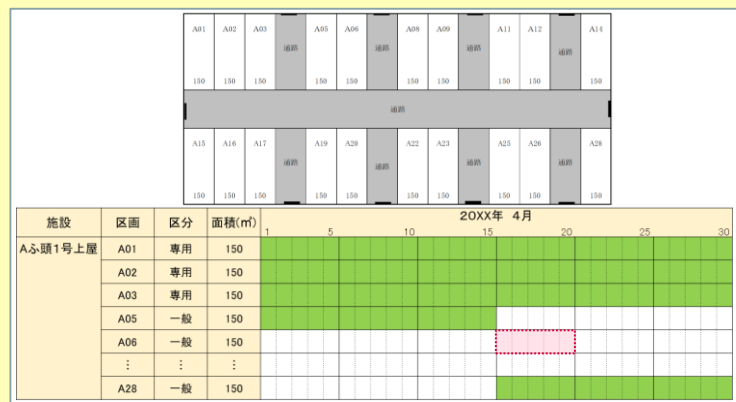 A01 A02 A03 通路 A05 A06 通路 A08 A09 通路 A11 A12 通路 A14
150 150 150 150 150 150 150 150 150 150
通路
A15 A16 A17 通路 A19 A20 通路 A22 A23 通路 A25 A26 通路 A28
150 150 150 150 150 150 150 150 150 150
施設 区画 区分 面積(㎡) 20XX年 4月
1 5 10 15 20 25 30
Aふ頭1号上屋 A01 専用 150
A02 専用 150
A03 専用 150
A05 一般 150
A06 一般 150
⋮ ⋮ ⋮
A28 一般 150